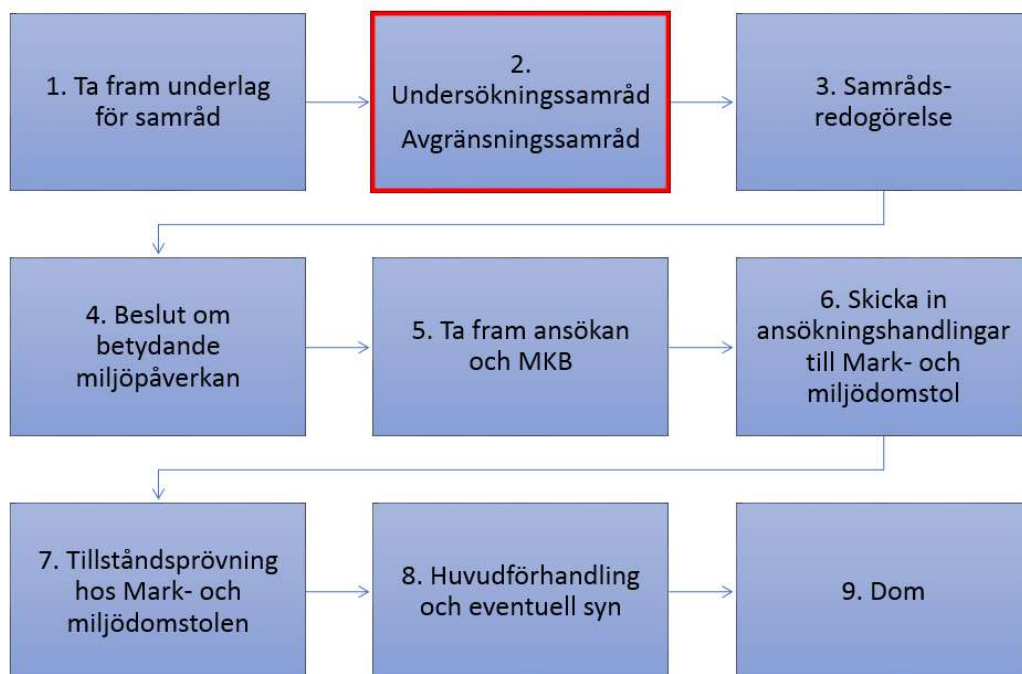 1. Ta fram underlag
för samråd
2.
Undersökningssamråd
Avgränsningssamråd
3. Samråds-
redogörelse
4. Beslut om
betydande
miljöpåverkan
5. Ta fram ansökan
och MKB
6. Skicka in
ansökningshandlingar
till Mark- och
miljödomstol
7. Tillståndsprövning
hos Mark- och
miljödomstolen
8. Huvudförhandling
och eventuell syn
9. Dom